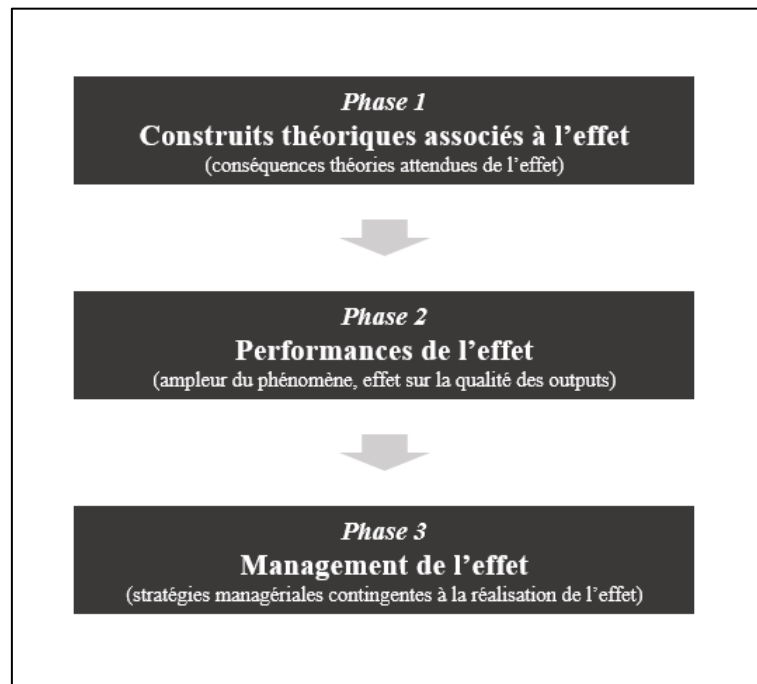 Phase 1
Construits théoriques associés à l’effet
(conséquences théories attendues de l’effet)
Phase 2
Performances de l’effet
(ampleur du phénomène, effet sur la qualité des outputs)
Phase 3
Management de l’effet
(stratégies managériales contingentes à la réalisation de l’effet)